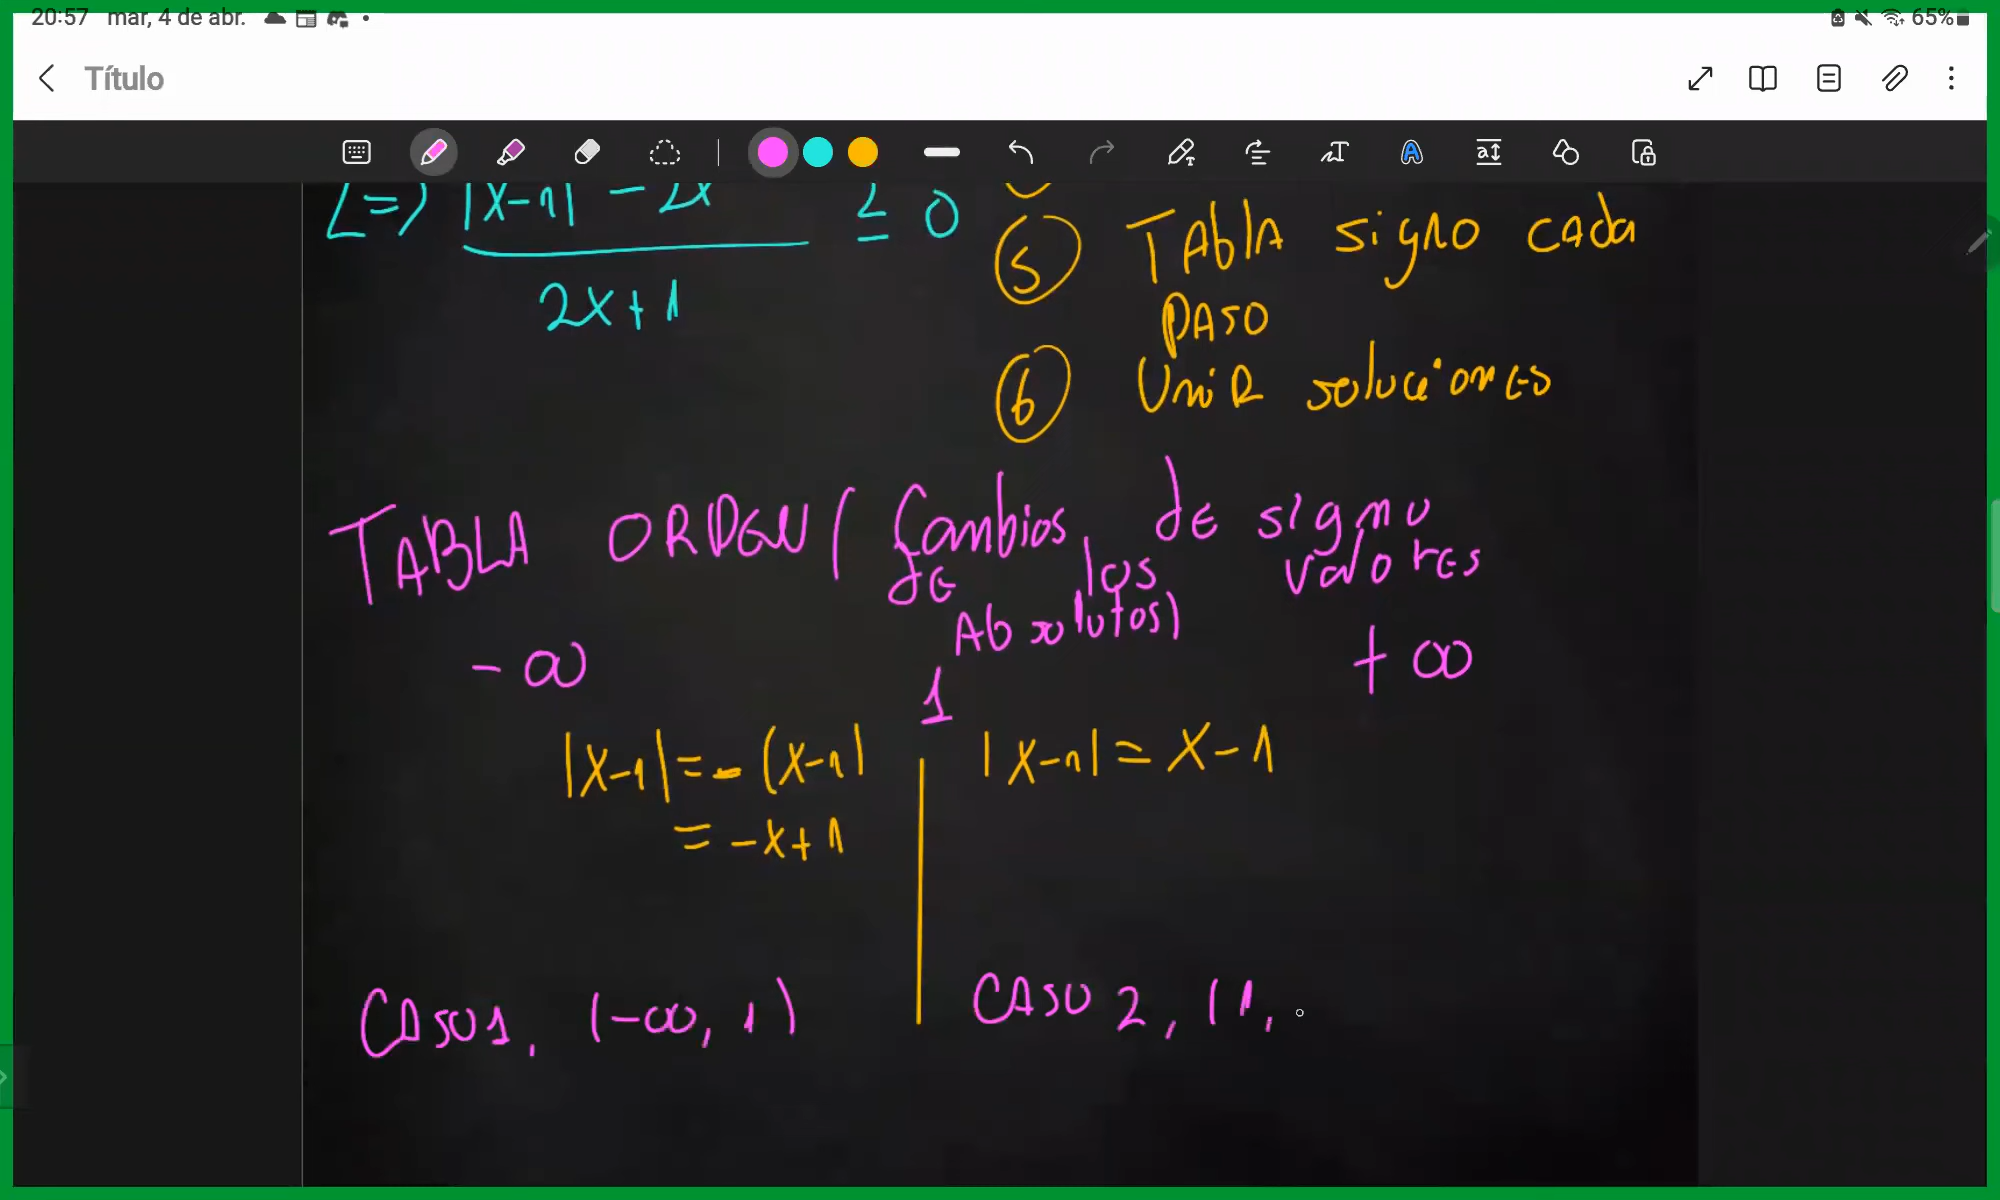 20:57 mar, 4 de abr. 65%
Título
<=> |x-1| - 2x ≤ 0
2x+1
5 TAblA signo cada
PASO
6 UniR soluciones
TABLA ORDEN (Cambios de signo
de los valores
Absolutos)
-∞ 1 +∞
|x-1| = -(x-1) |x-1| = x-1
= -x+1
CASO 1, (-∞, 1) CASO 2, (1,